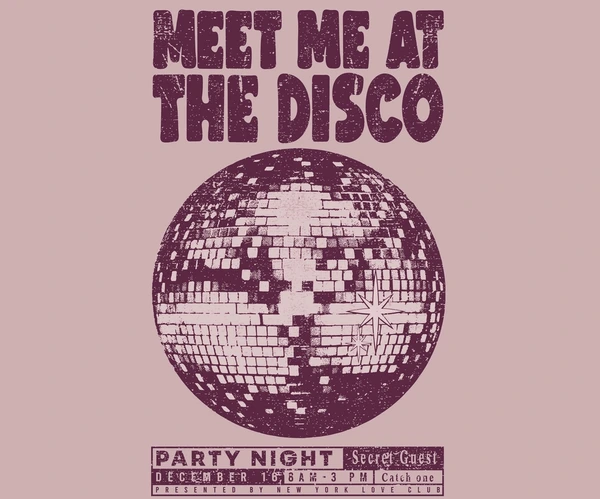 MEET ME AT
THE DISCO
PARTY NIGHT Secret Guest
DECEMBER 16 6AM-3 PM Catch one
PRESENTED BY NEW YORK LOVE CLUB